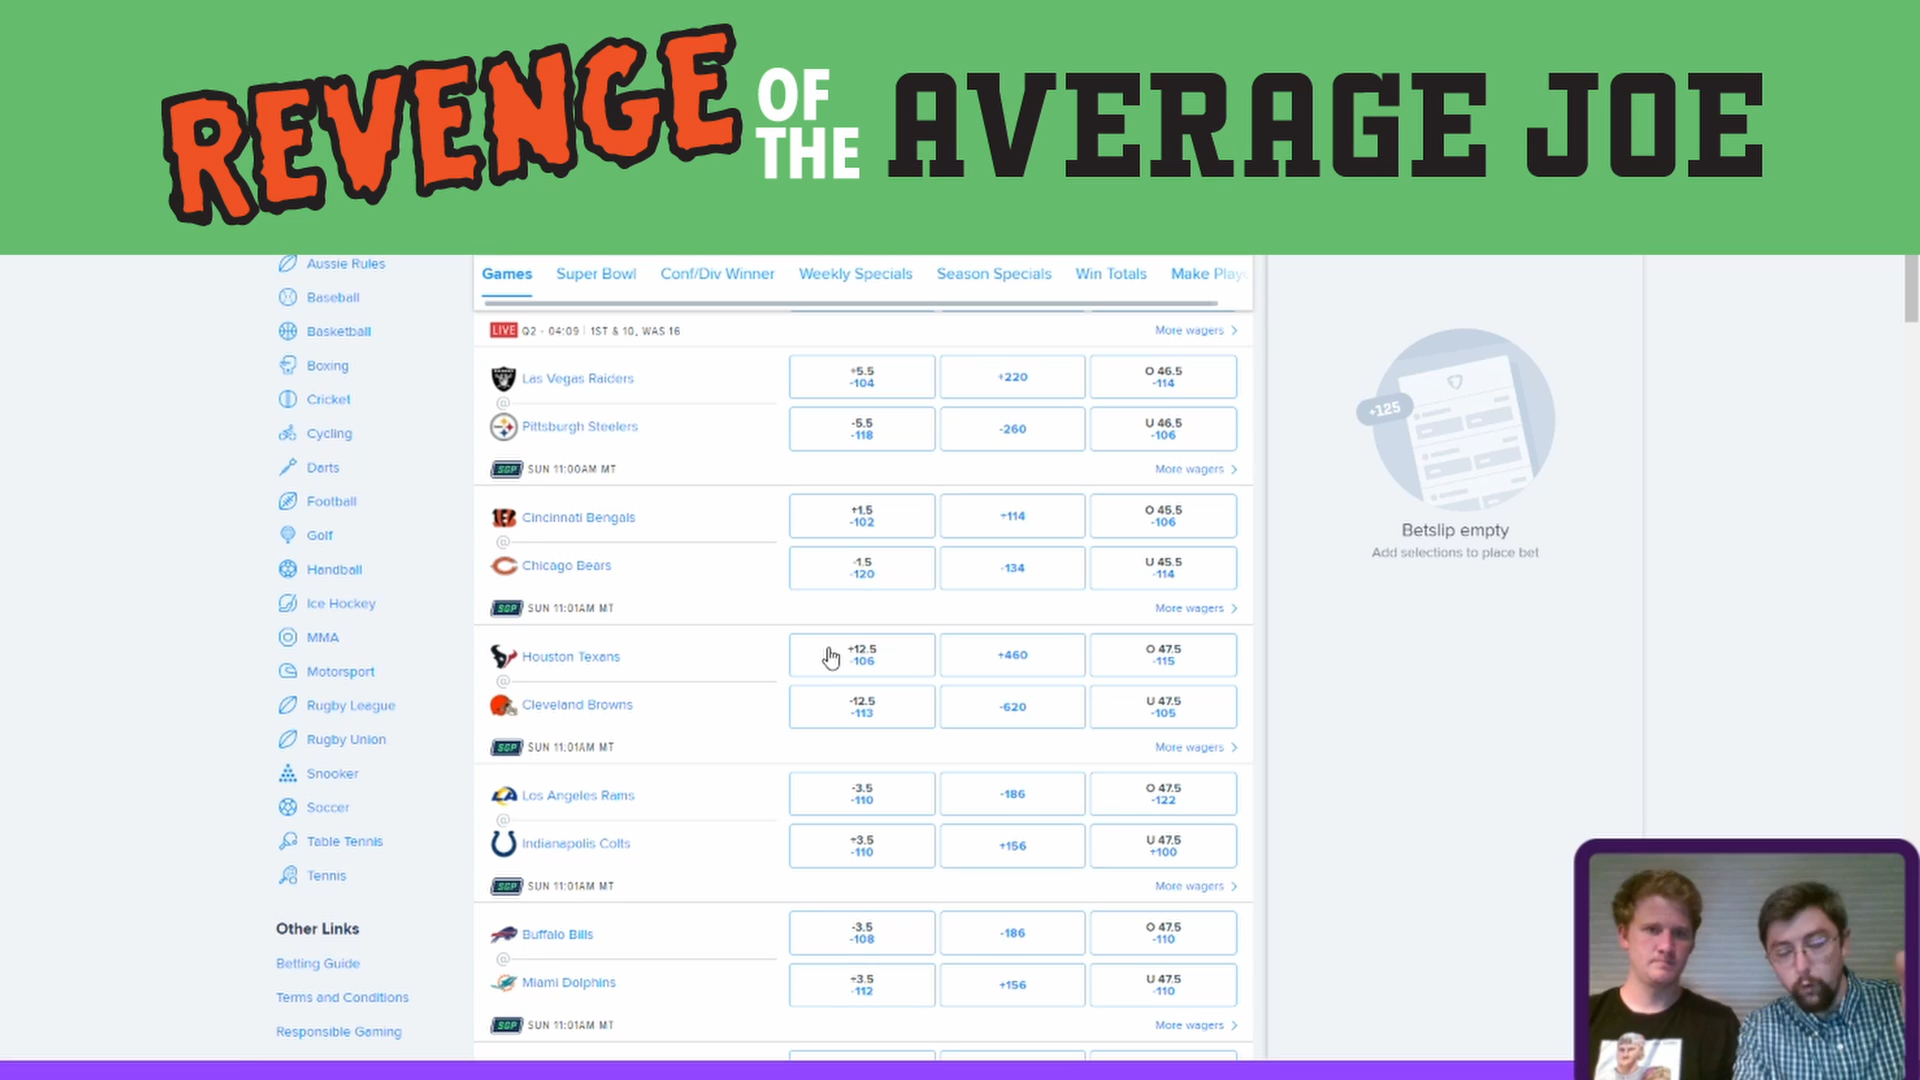 REVENGE OF THE AVERAGE JOE
Aussie Rules
Baseball
Basketball
Boxing
Cricket
Cycling
Darts
Football
Golf
Handball
Ice Hockey
MMA
Motorsport
Rugby League
Rugby Union
Snooker
Soccer
Table Tennis
Tennis
Other Links
Betting Guide
Terms and Conditions
Responsible Gaming
Games Super Bowl Conf/Div Winner Weekly Specials Season Specials Win Totals Make Play
LIVE Q2 - 04:09 | 1ST & 10, WAS 16 More wagers >
Las Vegas Raiders +5.5 -104 +220 O 46.5 -114
@
Pittsburgh Steelers -5.5 -118 -260 U 46.5 -106
SGP SUN 11:00AM MT More wagers >
Cincinnati Bengals +1.5 -102 +114 O 45.5 -106
@
Chicago Bears -1.5 -120 -134 U 45.5 -114
SGP SUN 11:01AM MT More wagers >
Houston Texans +12.5 -106 +460 O 47.5 -115
@
Cleveland Browns -12.5 -113 -620 U 47.5 -105
SGP SUN 11:01AM MT More wagers >
Los Angeles Rams -3.5 -110 -186 O 47.5 -122
@
Indianapolis Colts +3.5 -110 +156 U 47.5 +100
SGP SUN 11:01AM MT More wagers >
Buffalo Bills -3.5 -108 -186 O 47.5 -110
@
Miami Dolphins +3.5 -112 +156 U 47.5 -110
SGP SUN 11:01AM MT More wagers >
+125
Betslip empty
Add selections to place bet